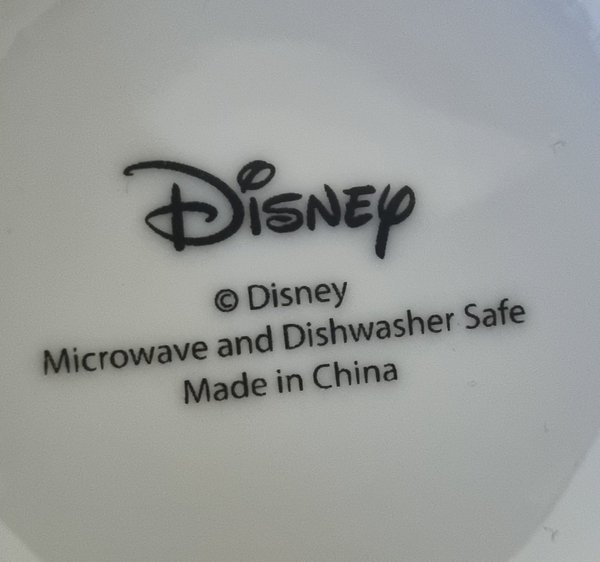 Disney
© Disney
Microwave and Dishwasher Safe
Made in China